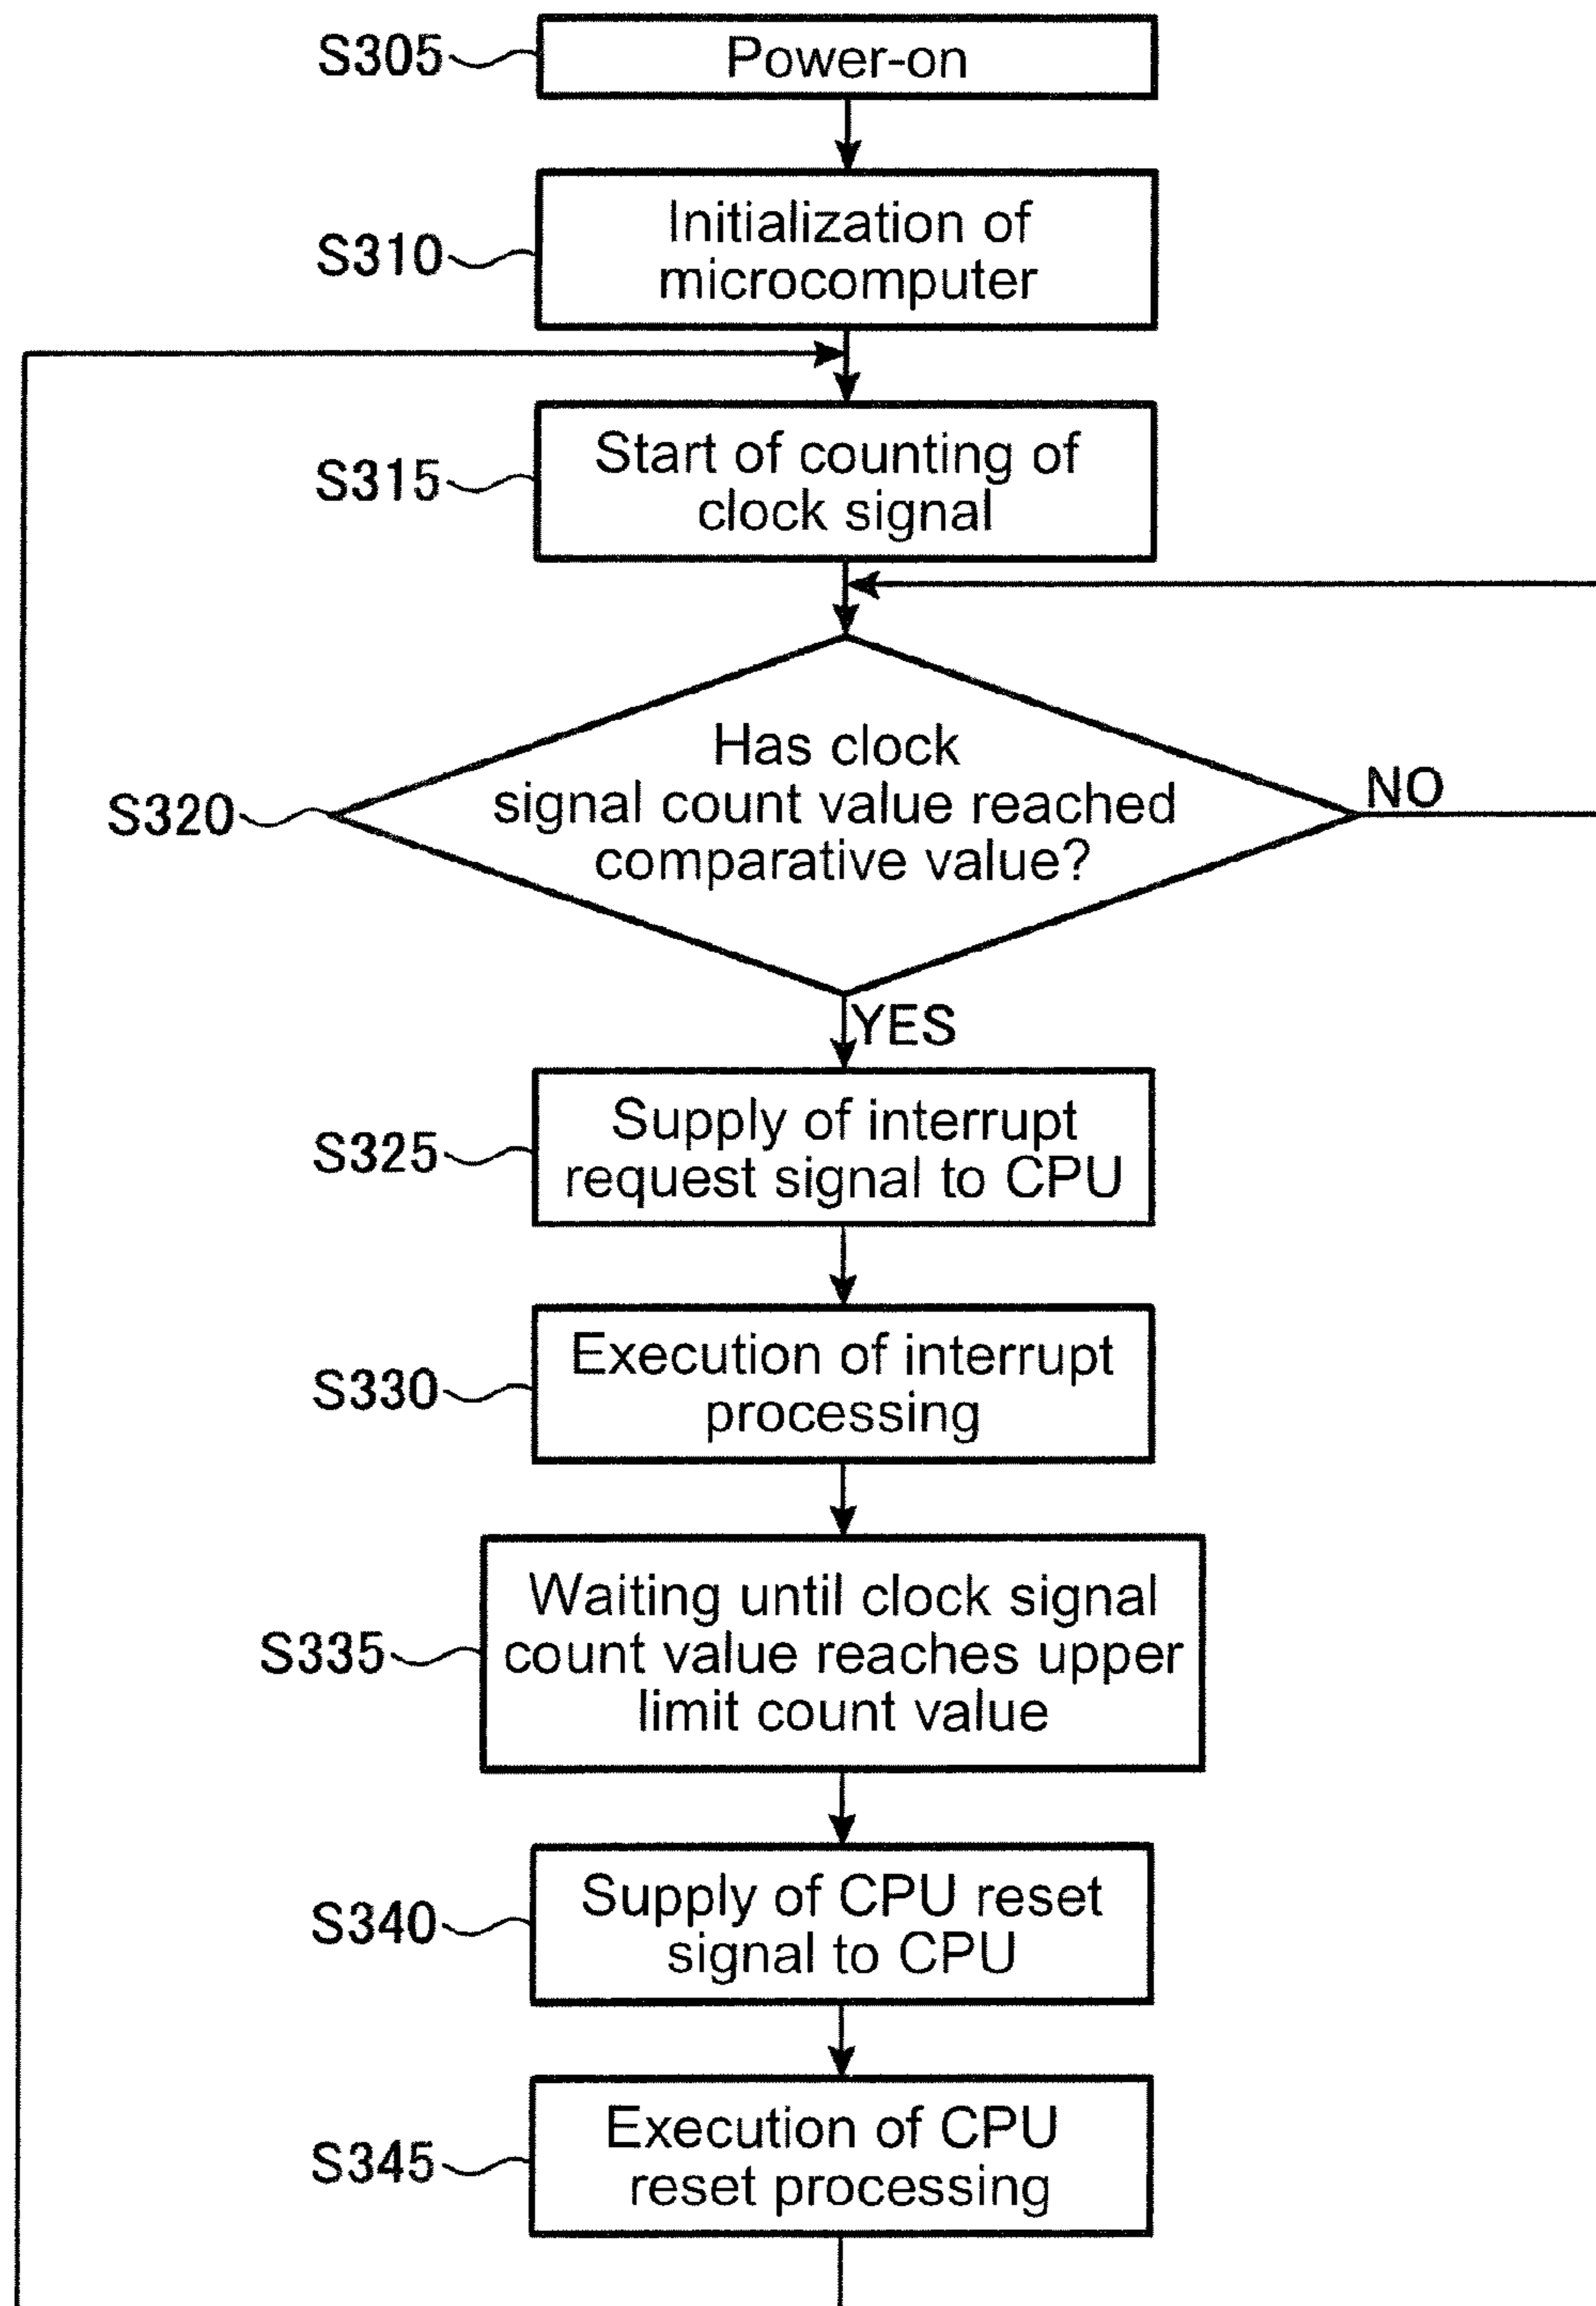 S305
Power-on
S310
Initialization of
microcomputer
S315
Start of counting of
clock signal
S320
Has clock
signal count value reached
comparative value?
NO
YES
S325
Supply of interrupt
request signal to CPU
S330
Execution of interrupt
processing
S335
Waiting until clock signal
count value reaches upper
limit count value
S340
Supply of CPU reset
signal to CPU
S345
Execution of CPU
reset processing